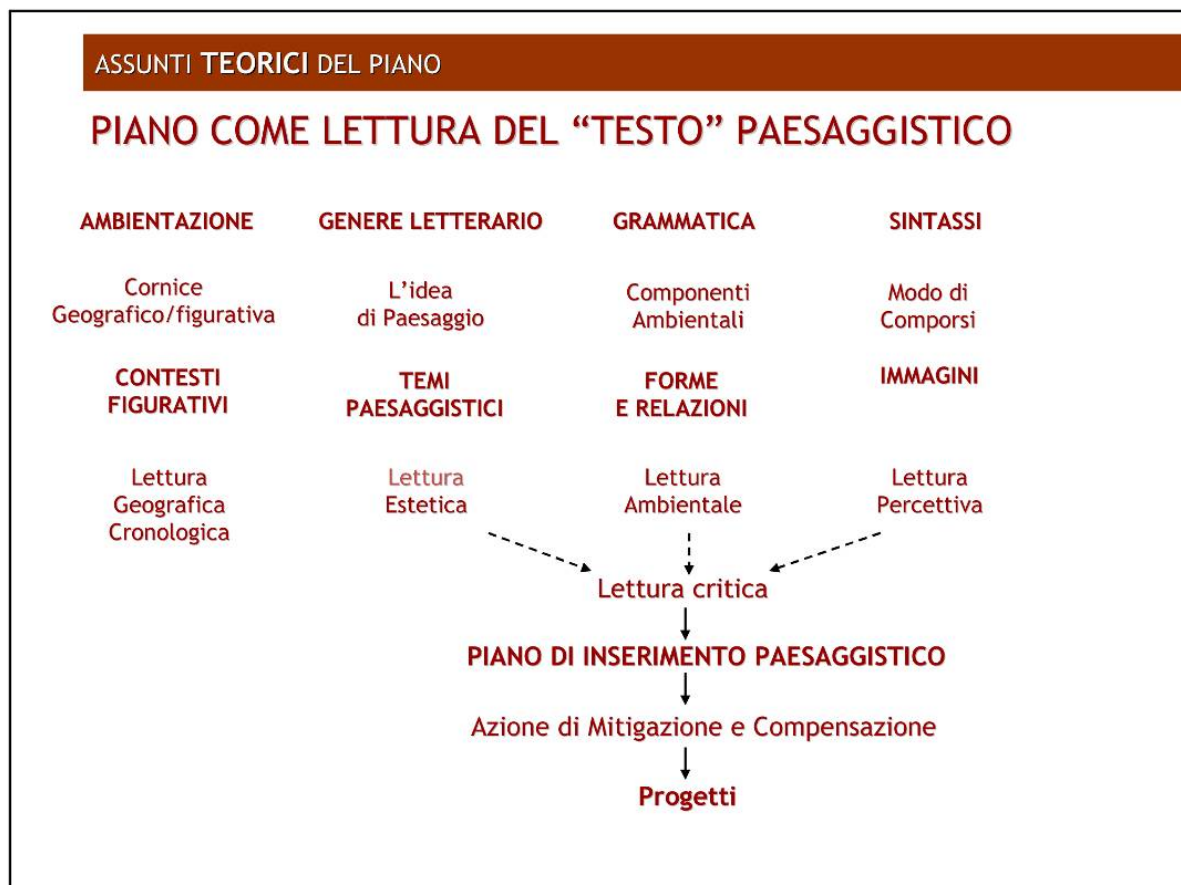 ASSUNTI TEORICI DEL PIANO
PIANO COME LETTURA DEL “TESTO” PAESAGGISTICO
AMBIENTAZIONE
Cornice
Geografico/figurativa
CONTESTI
FIGURATIVI
Lettura
Geografica
Cronologica
GENERE LETTERARIO
L’idea
di Paesaggio
TEMI
PAESAGGISTICI
Lettura
Estetica
GRAMMATICA
Componenti
Ambientali
FORME
E RELAZIONI
Lettura
Ambientale
SINTASSI
Modo di
Comporsi
IMMAGINI
Lettura
Percettiva
Lettura critica
PIANO DI INSERIMENTO PAESAGGISTICO
Azione di Mitigazione e Compensazione
Progetti